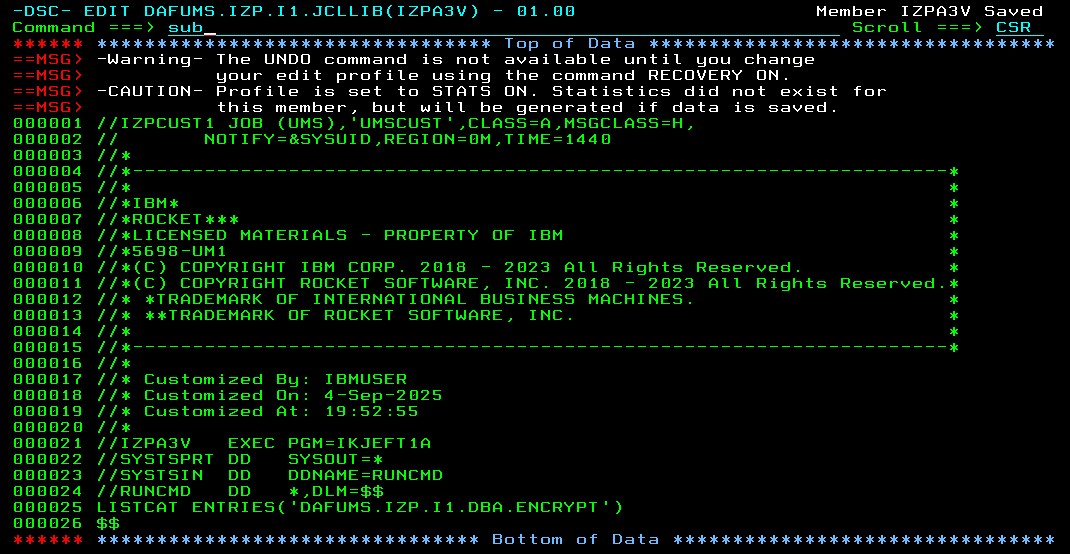 -DSC- EDIT DAFUMS.IZP.I1.JCLLIB(IZPA3V) - 01.00                    Member IZPA3V Saved
Command ===> sub_                                                  Scroll ===> CSR
****** ********************************* Top of Data **********************************
==MSG> -Warning- The UNDO command is not available until you change
==MSG>           your edit profile using the command RECOVERY ON.
==MSG> -CAUTION- Profile is set to STATS ON. Statistics did not exist for
==MSG>           this member, but will be generated if data is saved.
000001 //IZPCUST1 JOB (UMS),'UMSCUST',CLASS=A,MSGCLASS=H,
000002 //       NOTIFY=&SYSUID,REGION=0M,TIME=1440
000003 //*
000004 //*--------------------------------------------------------------------*
000005 //*                                                                    *
000006 //*IBM*                                                                *
000007 //*ROCKET***                                                           *
000008 //*LICENSED MATERIALS - PROPERTY OF IBM                                *
000009 //*5698-UM1                                                            *
000010 //*(C) COPYRIGHT IBM CORP. 2018 - 2023 All Rights Reserved.            *
000011 //*(C) COPYRIGHT ROCKET SOFTWARE, INC. 2018 - 2023 All Rights Reserved.*
000012 //* *TRADEMARK OF INTERNATIONAL BUSINESS MACHINES.                     *
000013 //* **TRADEMARK OF ROCKET SOFTWARE, INC.                               *
000014 //*                                                                    *
000015 //*--------------------------------------------------------------------*
000016 //*
000017 //* Customized By: IBMUSER
000018 //* Customized On: 4-Sep-2025
000019 //* Customized At: 19:52:55
000020 //*
000021 //IZPA3V   EXEC PGM=IKJEFT1A
000022 //SYSTSPRT DD   SYSOUT=*
000023 //SYSTSIN  DD   DDNAME=RUNCMD
000024 //RUNCMD   DD   *,DLM=$$
000025 LISTCAT ENTRIES('DAFUMS.IZP.I1.DBA.ENCRYPT')
000026 $$
****** ******************************** Bottom of Data ********************************